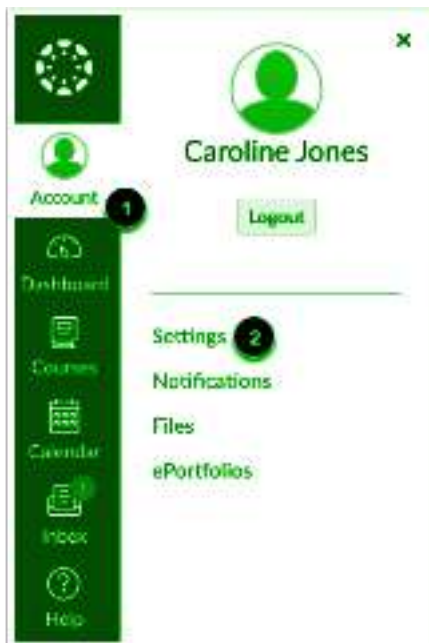 Caroline Jones
Logout
Account
1
Dashboard
Courses
Calendar
Inbox
Help
Settings 2
Notifications
Files
ePortfolios